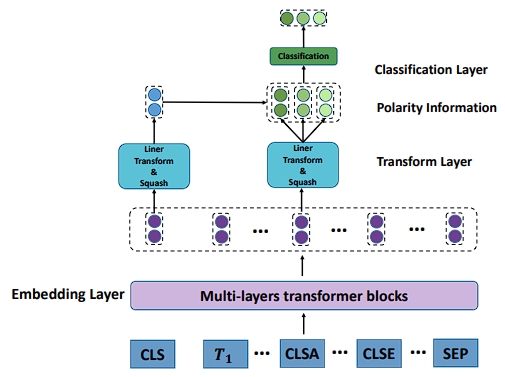 Classification
Classification Layer
Polarity Information
Liner
Transform
&
Squash
Liner
Transform
&
Squash
Transform Layer
... ... ... ...
Embedding Layer
Multi-layers transformer blocks
CLS T₁ ... CLSA ... CLSE ... SEP